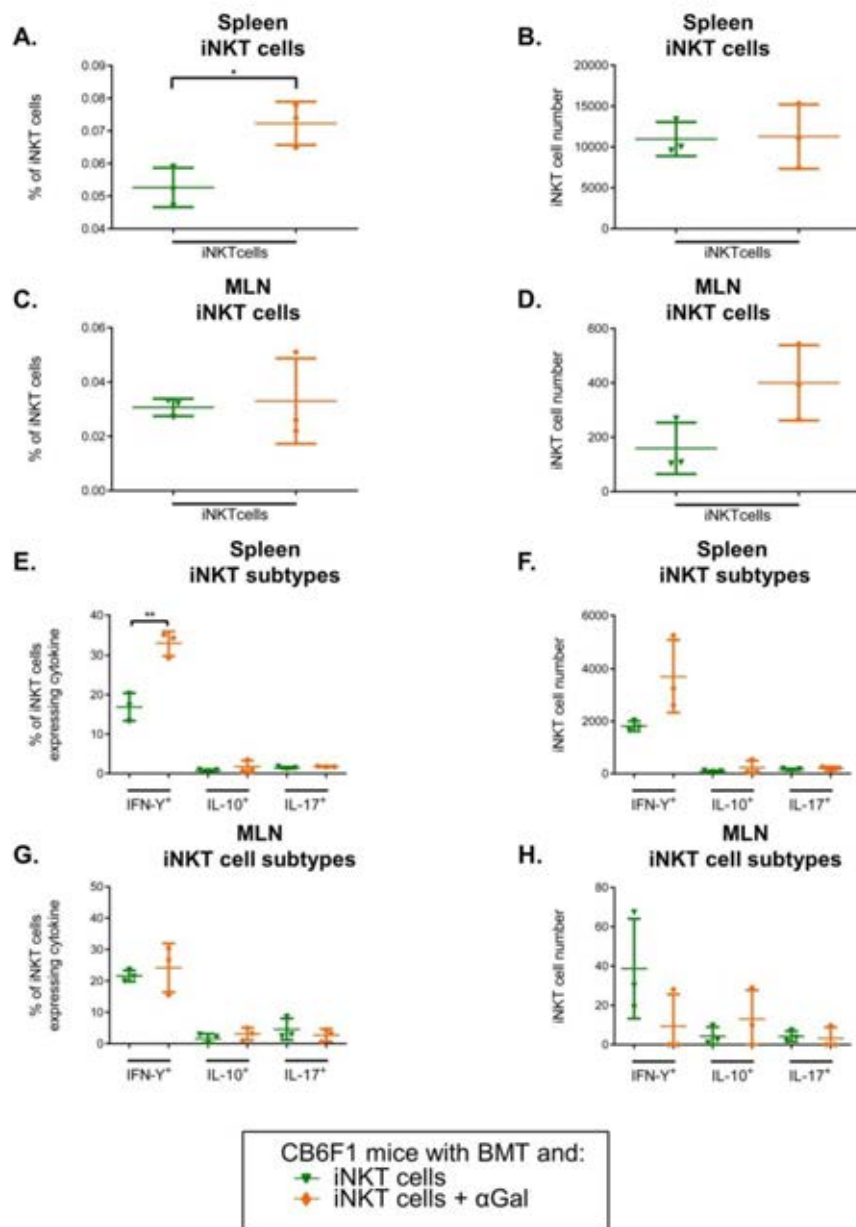 A.
Spleen
iNKT cells
% of iNKT cells
0.09
0.08
0.07
0.06
0.05
0.04
*
iNKTcells
B.
Spleen
iNKT cells
iNKT cell number
20000
15000
10000
5000
0
iNKTcells
C.
MLN
iNKT cells
% of iNKT cells
0.06
0.04
0.02
0.00
iNKTcells
D.
MLN
iNKT cells
iNKT cell number
600
400
200
0
iNKTcells
E.
Spleen
iNKT subtypes
% of iNKT cells
expressing cytokine
40
30
20
10
0
**
IFN-Y+ IL-10+ IL-17+
F.
Spleen
iNKT subtypes
iNKT cell number
6000
4000
2000
0
IFN-Y+ IL-10+ IL-17+
G.
MLN
iNKT cell subtypes
% of iNKT cells
expressing cytokine
50
40
30
20
10
0
IFN-Y+ IL-10+ IL-17+
H.
MLN
iNKT cell subtypes
iNKT cell number
80
60
40
20
0
IFN-Y+ IL-10+ IL-17+
CB6F1 mice with BMT and:
iNKT cells
iNKT cells + αGal